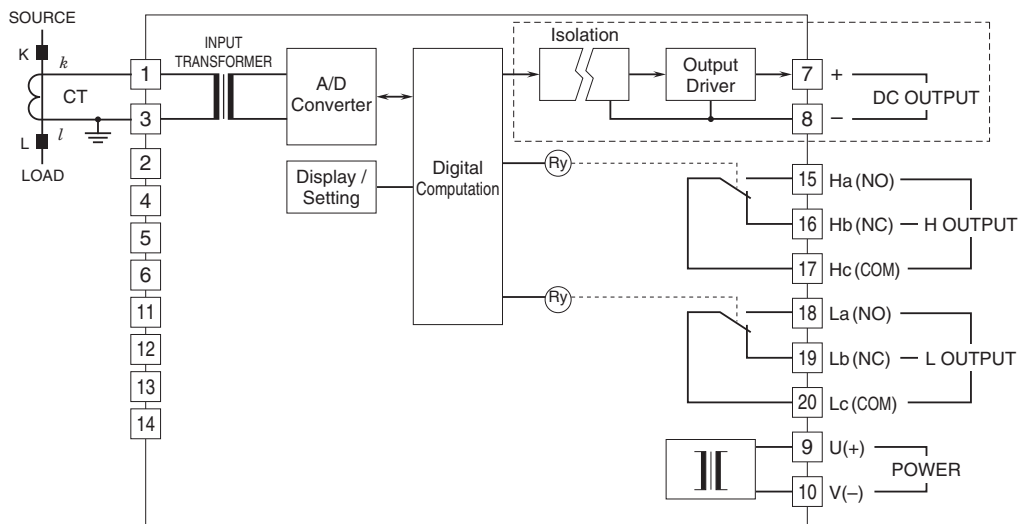 SOURCE
K
k
CT
l
L
LOAD
1
3
2
4
5
6
11
12
13
14
INPUT
TRANSFORMER
A/D
Converter
Display /
Setting
Digital
Computation
Isolation
Output
Driver
Ry
Ry
7
+
8
–
DC OUTPUT
15
Ha (NO)
16
Hb (NC)
H OUTPUT
17
Hc (COM)
18
La (NO)
19
Lb (NC)
L OUTPUT
20
Lc (COM)
9
U(+)
POWER
10
V(–)